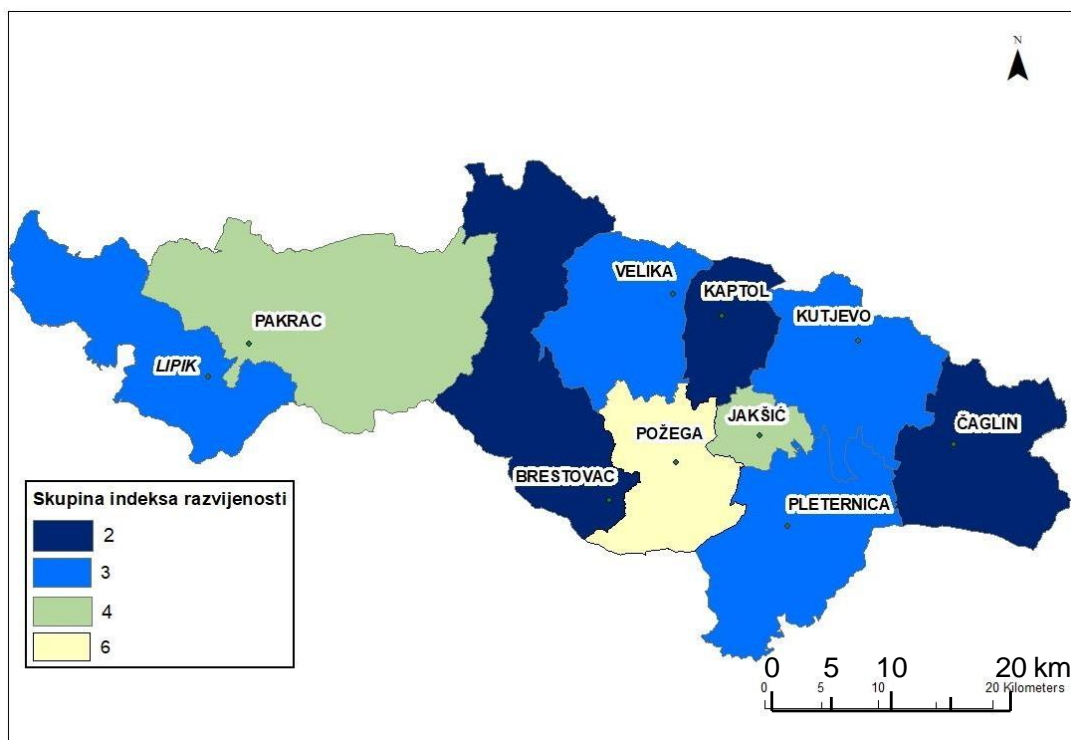 N
VELIKA
KAPTOL
KUTJEVO
PAKRAC
LIPIK
JAKŠIĆ
ČAGLIN
POŽEGA
BRESTOVAC
PLETERNICA
Skupina indeksa razvijenosti
2
3
4
6
0 5 10 20 km
0 5 10 20 Kilometers